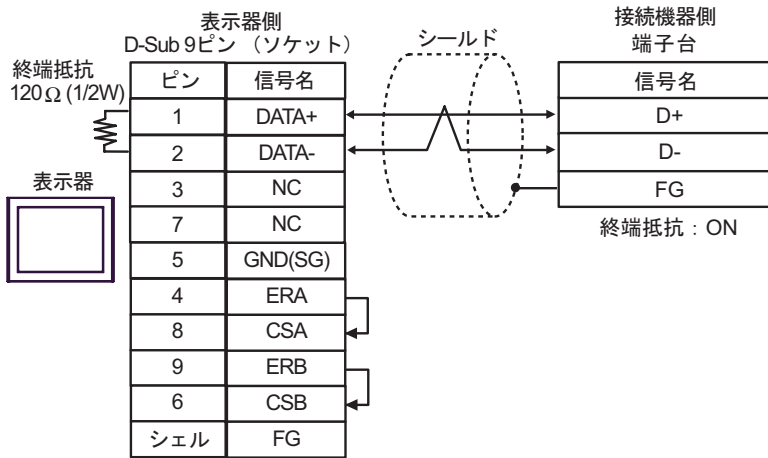 表示器側
D-Sub 9ピン （ソケット）
シールド
接続機器側
端子台
終端抵抗
120Ω (1/2W)
ピン 信号名
1 DATA+
2 DATA-
3 NC
7 NC
5 GND(SG)
4 ERA
8 CSA
9 ERB
6 CSB
シェル FG
表示器
信号名
D+
D-
FG
終端抵抗：ON